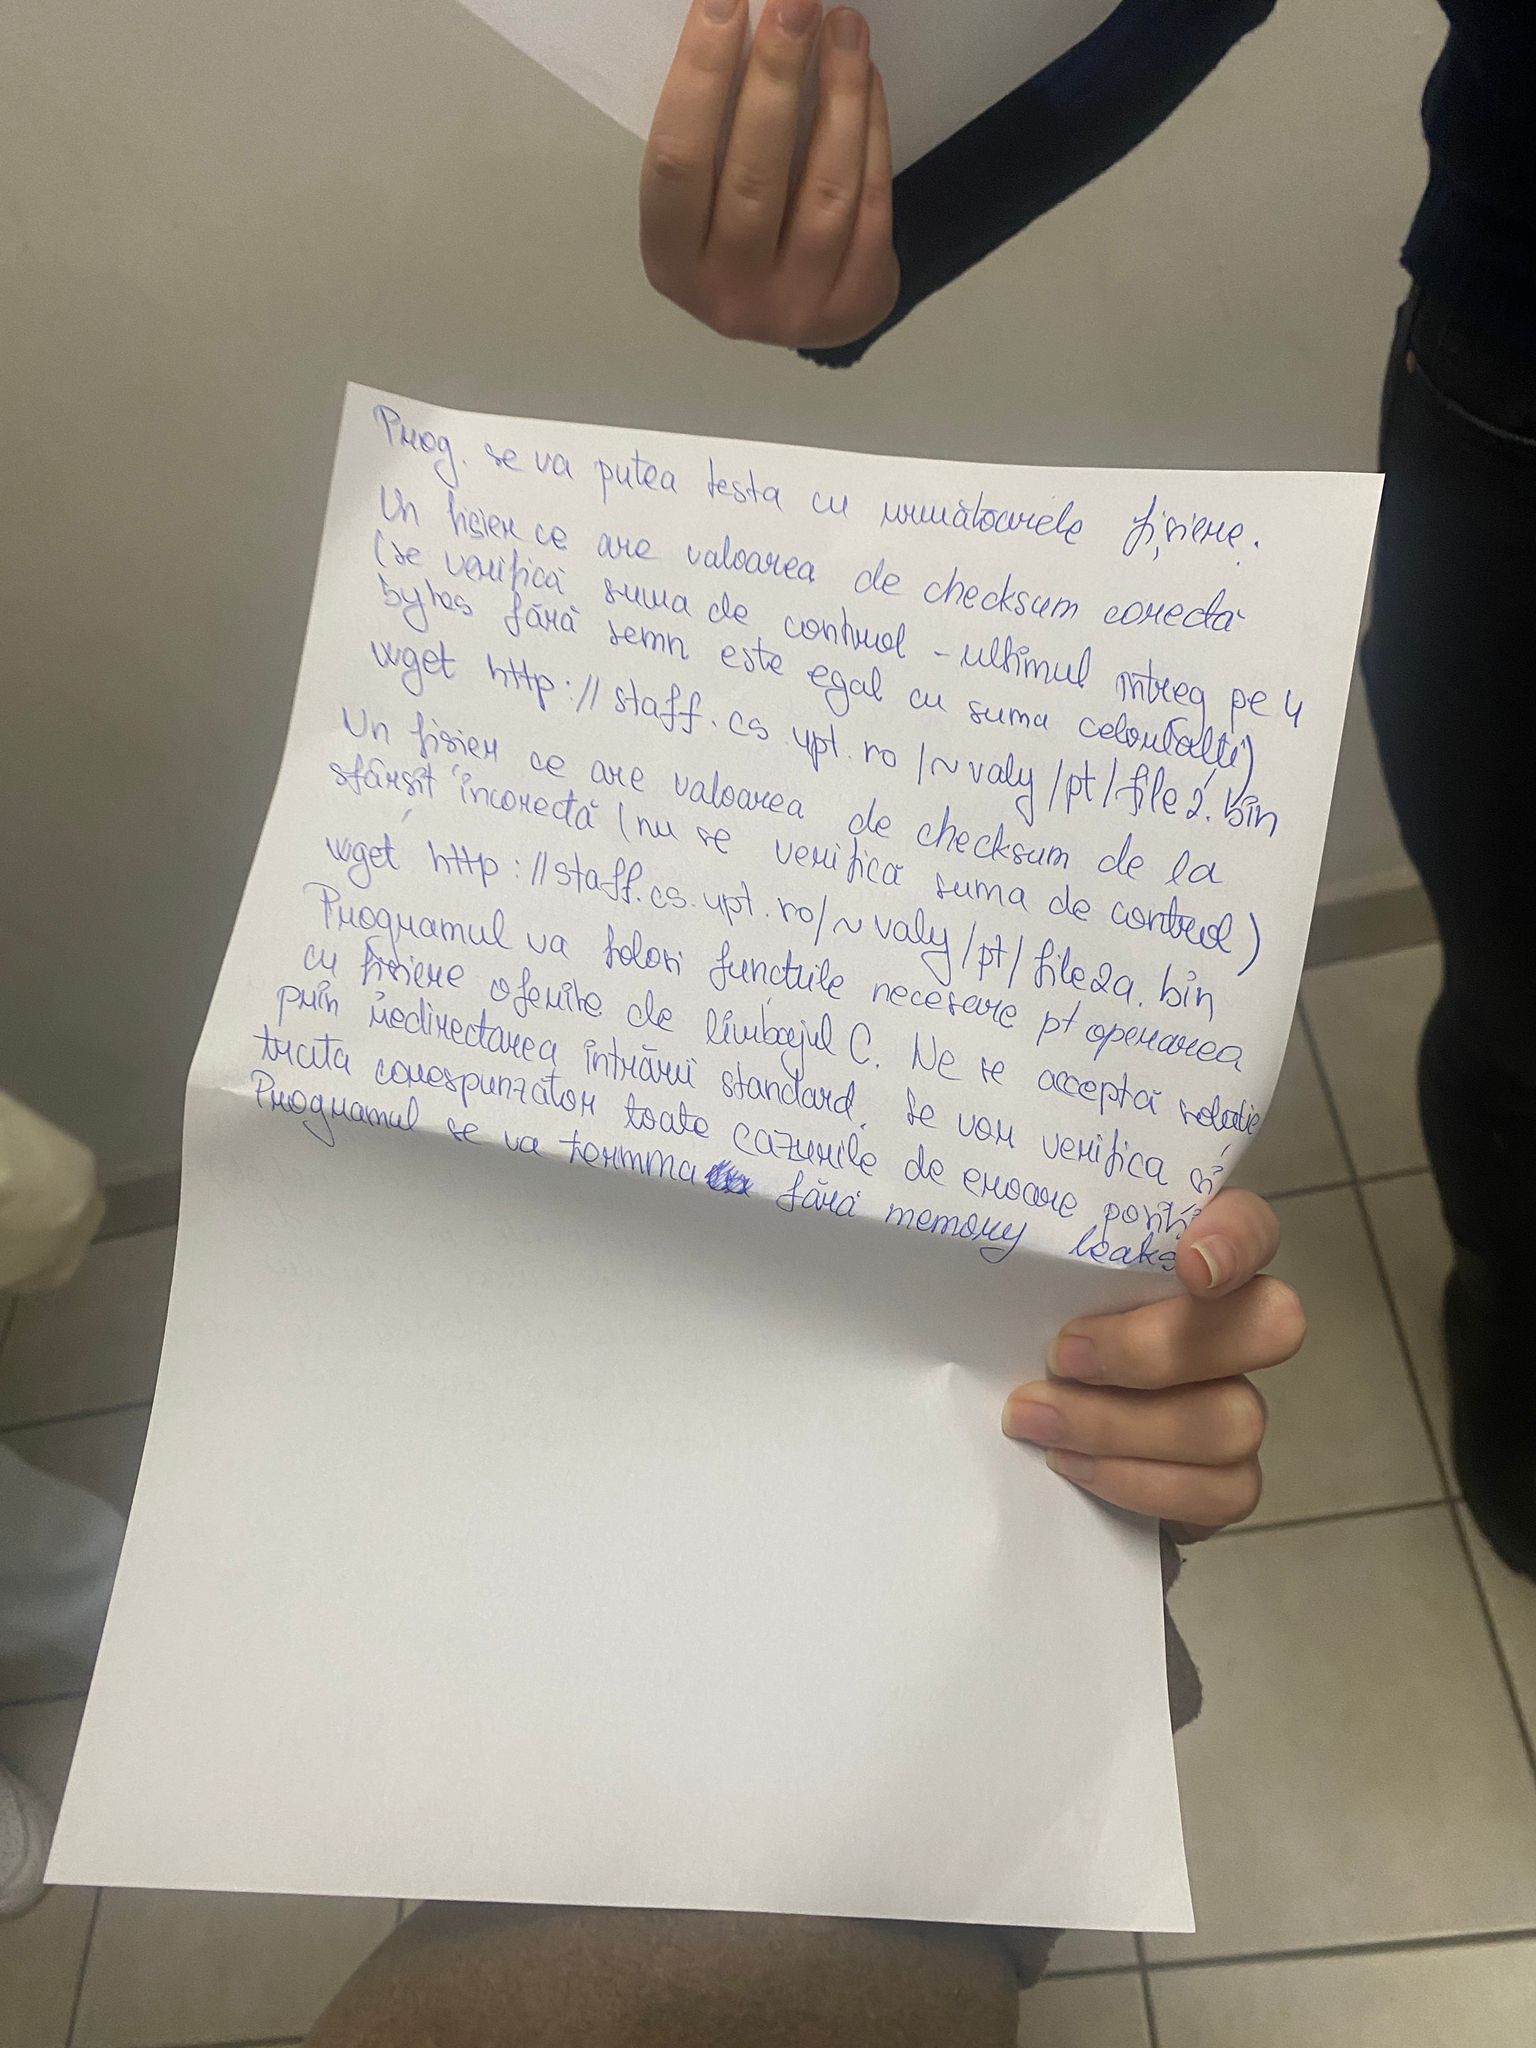 Prog. se va putea testa cu următoarele fișiere.
Un fișier ce are valoarea de checksum corectă
(se verifică suma de control - ultimul întreg pe 4
bytes fără semn este egal cu suma celorlalți)
wget http://staff.cs.upt.ro/~valy/pt/file2.bin
Un fisier ce are valoarea de checksum de la
sfârșit incorectă (nu se verifică suma de control)
wget http://staff.cs.upt.ro/~valy/pt/file2a.bin
Programul va folosi funcțiile necesare pt operarea
cu fisiere oferite de limbajul C. Ne se acceptă soluție
prin redirectarea intrării standard. Se vor verifica și
trata corespunzător toate cazurile de eroare
Programul se va termina fără memory leaks